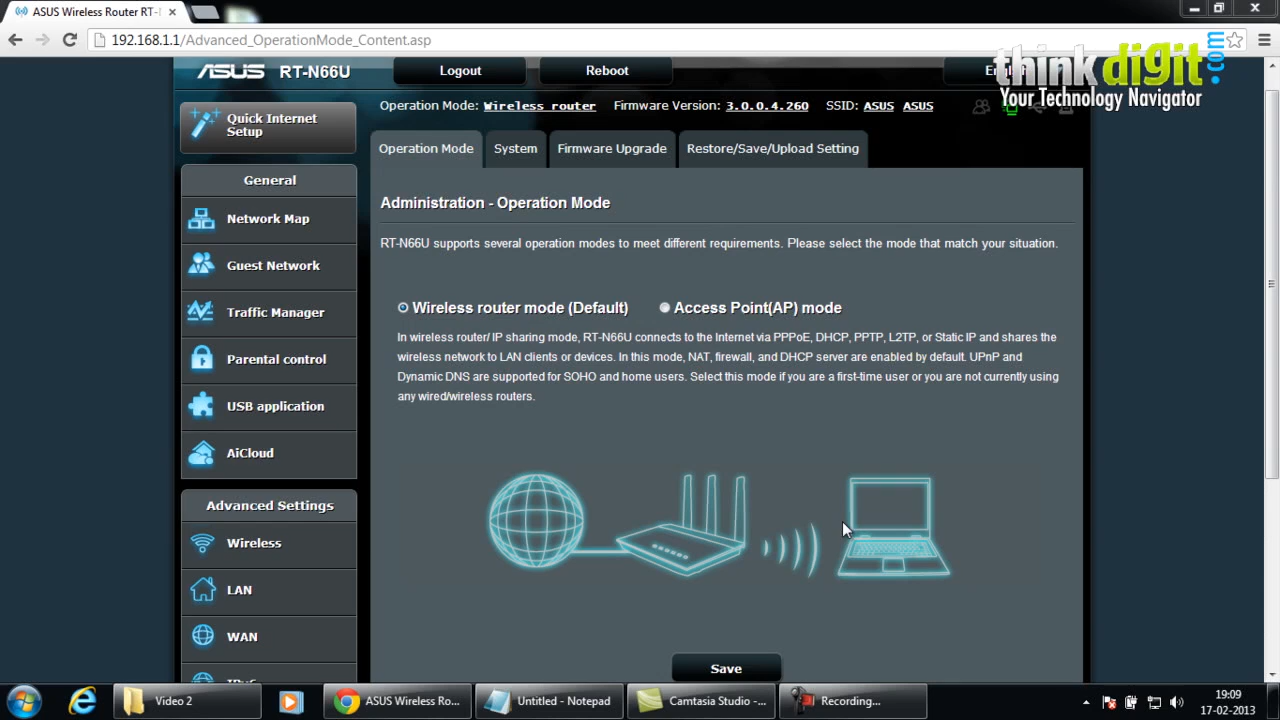 ASUS Wireless Router RT-N
192.168.1.1/Advanced_OperationMode_Content.asp
ASUS RT-N66U
Logout
Reboot
thinkdigit.com
Your Technology Navigator
Operation Mode: Wireless router Firmware Version: 3.0.0.4.260 SSID: ASUS ASUS
Quick Internet
Setup
General
Network Map
Guest Network
Traffic Manager
Parental control
USB application
AiCloud
Advanced Settings
Wireless
LAN
WAN
Operation Mode
System
Firmware Upgrade
Restore/Save/Upload Setting
Administration - Operation Mode
RT-N66U supports several operation modes to meet different requirements. Please select the mode that match your situation.
Wireless router mode (Default)
Access Point(AP) mode
In wireless router/ IP sharing mode, RT-N66U connects to the Internet via PPPoE, DHCP, PPTP, L2TP, or Static IP and shares the
wireless network to LAN clients or devices. In this mode, NAT, firewall, and DHCP server are enabled by default. UPnP and
Dynamic DNS are supported for SOHO and home users. Select this mode if you are a first-time user or you are not currently using
any wired/wireless routers.
Save
Video 2
ASUS Wireless Ro...
Untitled - Notepad
Camtasia Studio -...
Recording...
19:09
17-02-2013